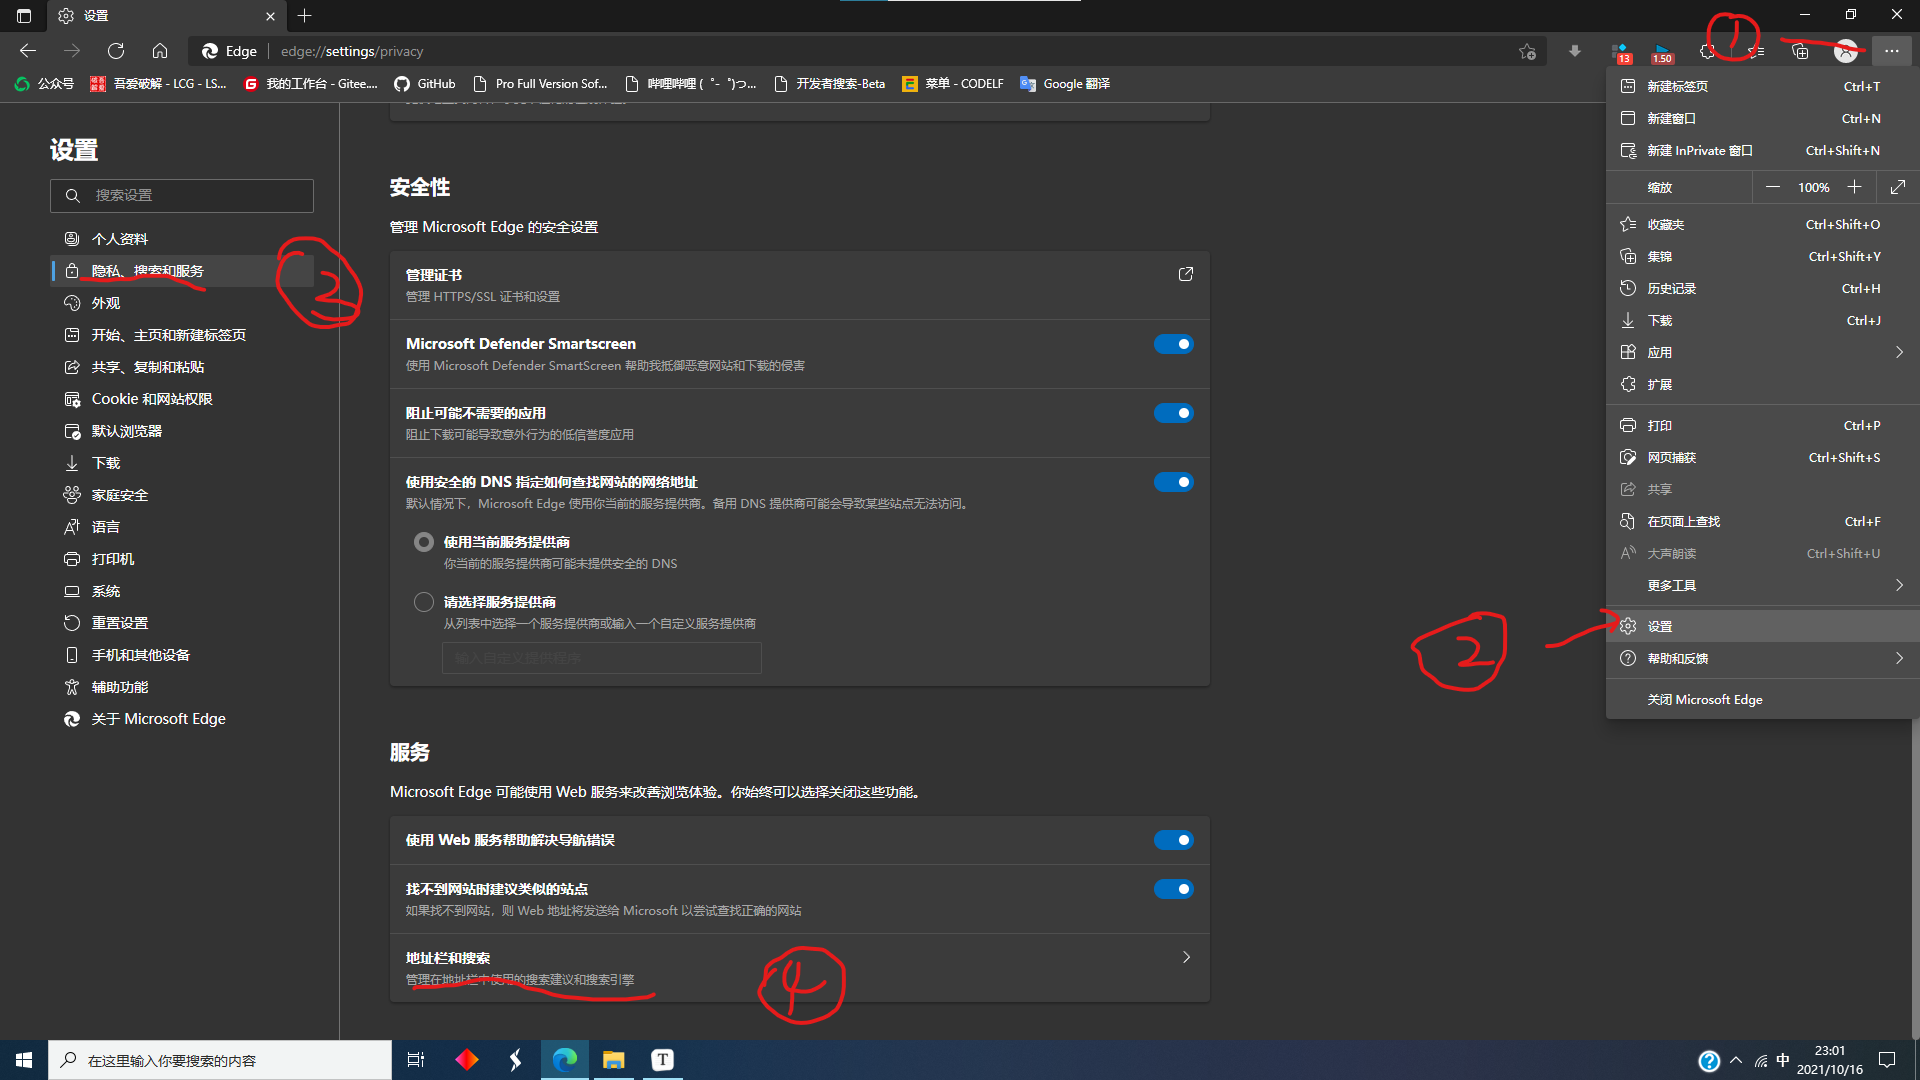 设置
Edge
edge://settings/privacy
13
1.50
公众号
吾爱破解 - LCG - LS...
我的工作台 - Gitee....
GitHub
Pro Full Version Sof...
哔哩哔哩 (゜-゜)つ...
开发者搜索-Beta
菜单 - CODELF
Google 翻译
设置
搜索设置
个人资料
隐私、搜索和服务
外观
开始、主页和新建标签页
共享、复制和粘贴
Cookie 和网站权限
默认浏览器
下载
家庭安全
语言
打印机
系统
重置设置
手机和其他设备
辅助功能
关于 Microsoft Edge
2
安全性
管理 Microsoft Edge 的安全设置
管理证书
管理 HTTPS/SSL 证书和设置
Microsoft Defender Smartscreen
使用 Microsoft Defender SmartScreen 帮助我抵御恶意网站和下载的侵害
阻止可能不需要的应用
阻止下载可能导致意外行为的低信誉度应用
使用安全的 DNS 指定如何查找网站的网络地址
默认情况下，Microsoft Edge 使用你当前的服务提供商。备用 DNS 提供商可能会导致某些站点无法访问。
使用当前服务提供商
你当前的服务提供商可能未提供安全的 DNS
请选择服务提供商
从列表中选择一个服务提供商或输入一个自定义服务提供商
输入自定义提供程序
服务
Microsoft Edge 可能使用 Web 服务来改善浏览体验。你始终可以选择关闭这些功能。
使用 Web 服务帮助解决导航错误
找不到网站时建议类似的站点
如果找不到网站，则 Web 地址将发送给 Microsoft 以尝试查找正确的网站
地址栏和搜索
管理在地址栏中使用的搜索建议和搜索引擎
4
1
新建标签页 Ctrl+T
新建窗口 Ctrl+N
新建 InPrivate 窗口 Ctrl+Shift+N
缩放 100%
收藏夹 Ctrl+Shift+O
集锦 Ctrl+Shift+Y
历史记录 Ctrl+H
下载 Ctrl+J
应用
扩展
打印 Ctrl+P
网页捕获 Ctrl+Shift+S
共享
在页面上查找 Ctrl+F
大声朗读 Ctrl+Shift+U
更多工具
设置
帮助和反馈
关闭 Microsoft Edge
2
在这里输入你要搜索的内容
T
中
23:01
2021/10/16